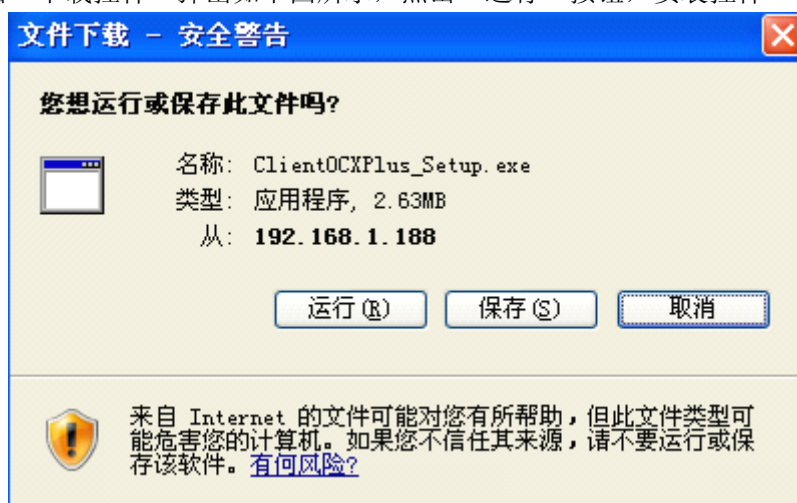 文件下载 - 安全警告
您想运行或保存此文件吗?
名称: ClientOCXPlus_Setup.exe
类型: 应用程序, 2.63MB
从: 192.168.1.188
运行(R) 保存(S) 取消
来自 Internet 的文件可能对您有所帮助,但此文件类型可
能危害您的计算机。如果您不信任其来源,请不要运行或保
存该软件。有何风险?